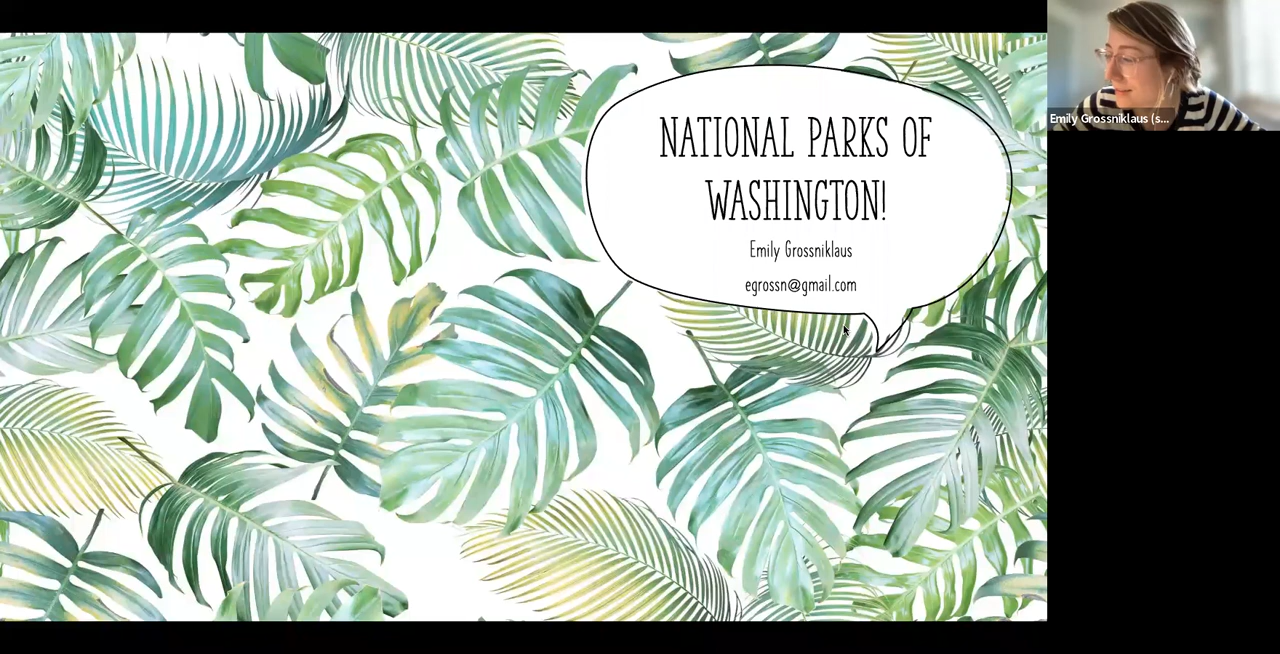 NATIONAL PARKS OF
WASHINGTON!
Emily Grossniklaus
egrossn@gmail.com
Emily Grossniklaus (s...